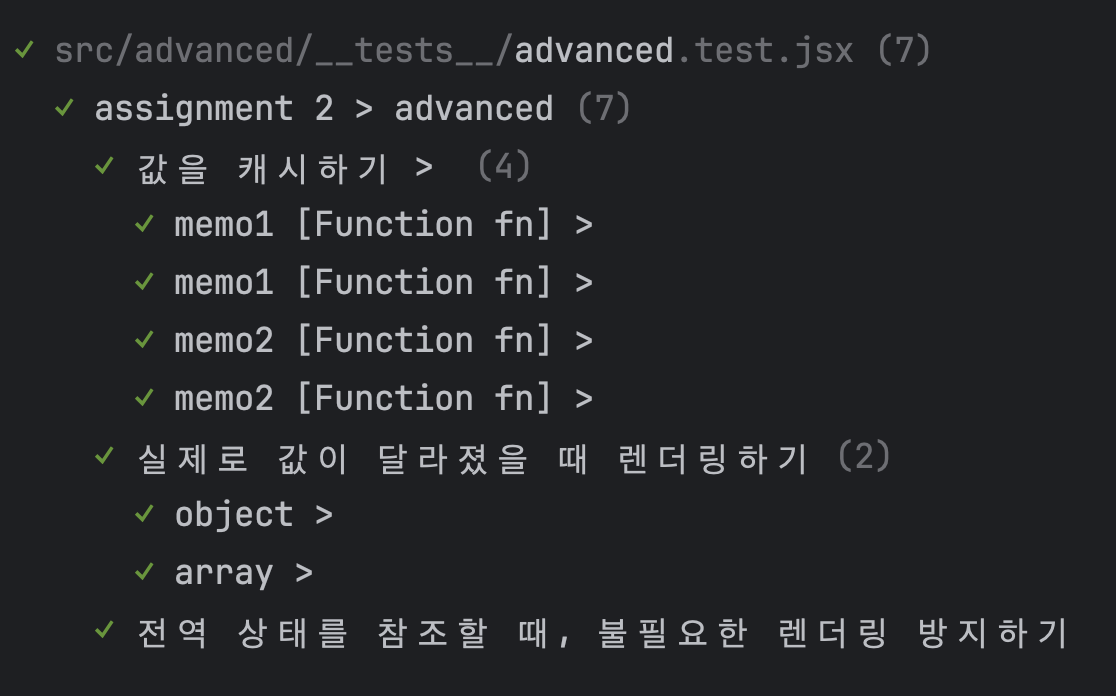 ✓ src/advanced/__tests__/advanced.test.jsx (7)
✓ assignment 2 > advanced (7)
✓ 값을 캐시하기 > (4)
✓ memo1 [Function fn] >
✓ memo1 [Function fn] >
✓ memo2 [Function fn] >
✓ memo2 [Function fn] >
✓ 실제로 값이 달라졌을 때 렌더링하기 (2)
✓ object >
✓ array >
✓ 전역 상태를 참조할 때, 불필요한 렌더링 방지하기